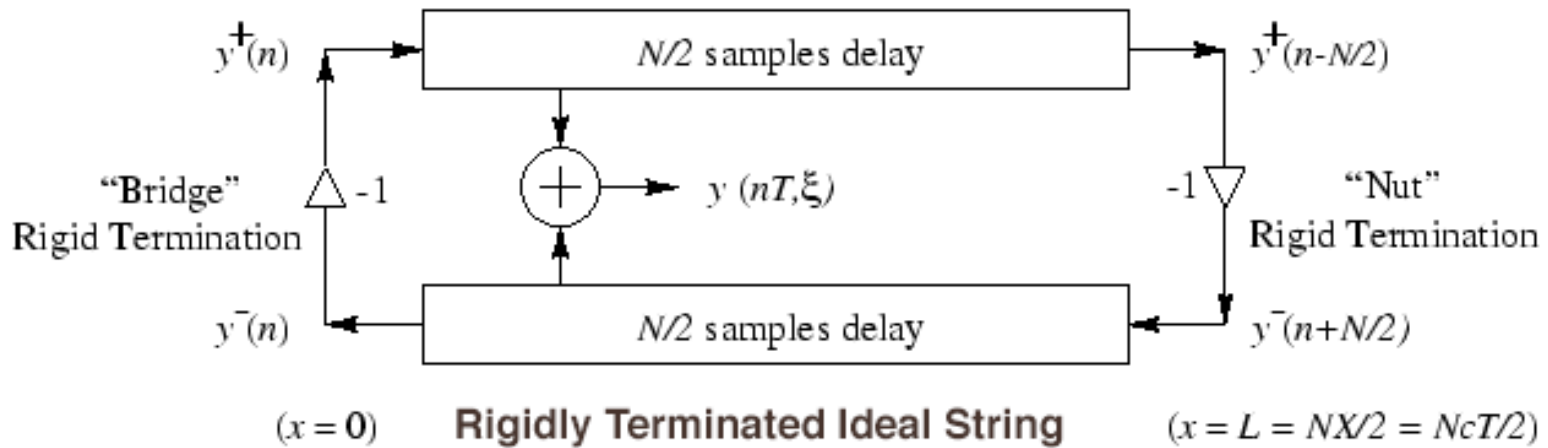 y⁺(n)
N/2 samples delay
y⁺(n-N/2)
“Bridge”
Rigid Termination
-1
y (nT,ξ)
-1
“Nut”
Rigid Termination
y⁻(n)
N/2 samples delay
y⁻(n+N/2)
(x = 0)
Rigidly Terminated Ideal String
(x = L = NX/2 = NcT/2)